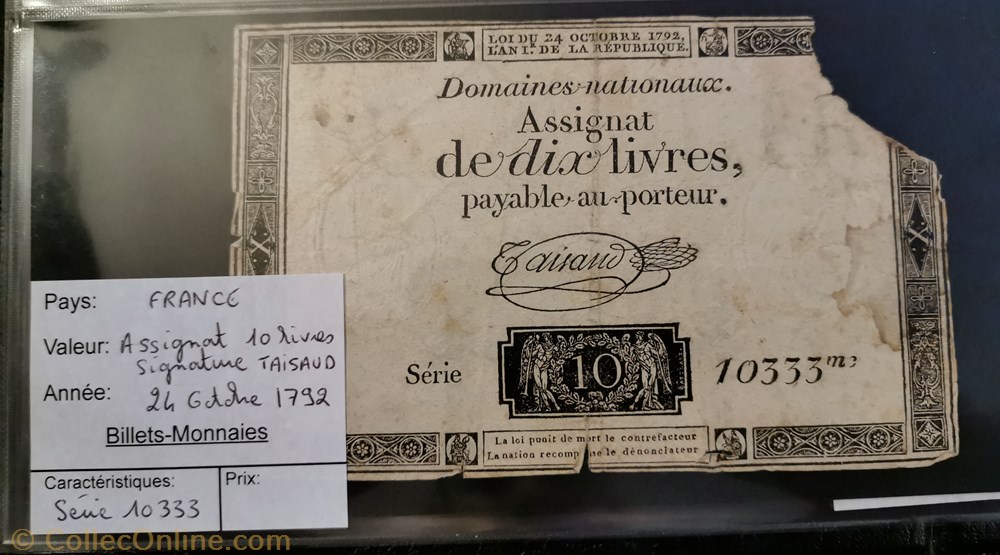 LOI DU 24 OCTOBRE 1792,
L'AN I.er DE LA RÉPUBLIQUE.
Domaines nationaux.
Assignat
de dix livres,
payable au porteur.
Taisaud
Série
10
10333me
La loi punit de mort le contrefacteur
La nation recompense le dénonciateur
X
X
Pays: FRANCE
Valeur: Assignat 10 livres
Signature TAISAUD
Année: 24 Octobre 1792
Billets-Monnaies
Caractéristiques:
Série 10333
Prix:
© CollecOnline.com